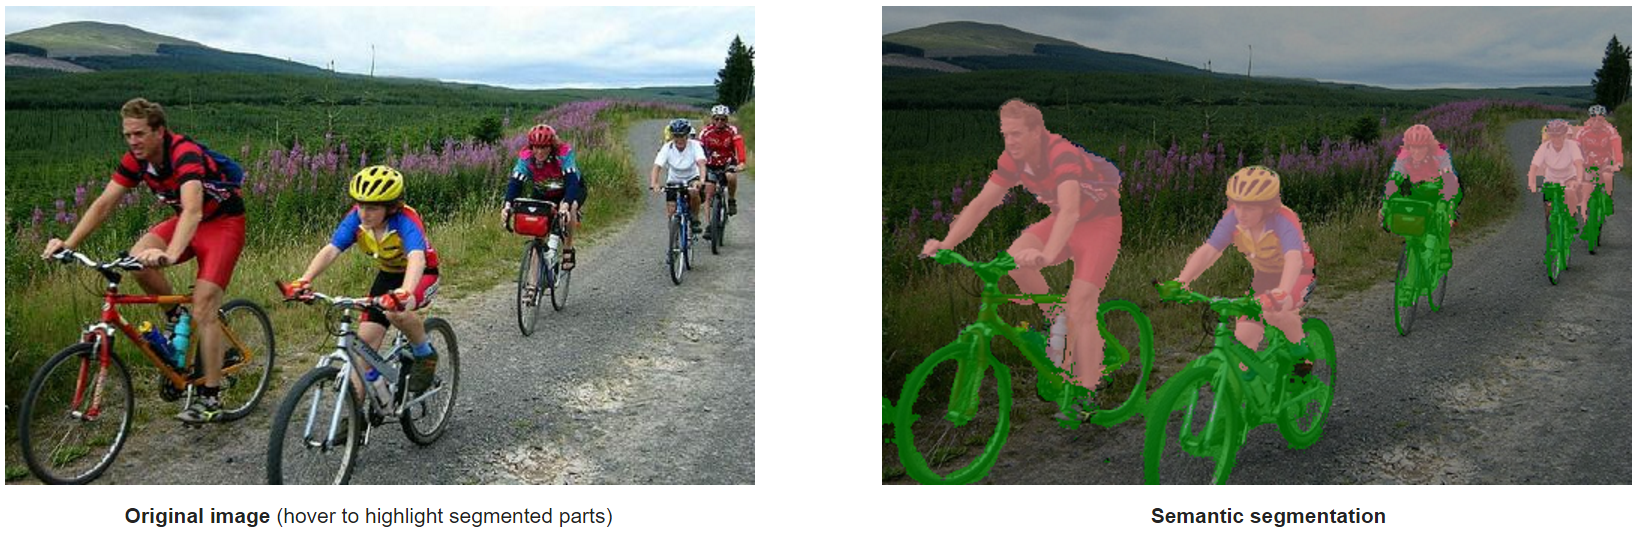 Original image (hover to highlight segmented parts)
Semantic segmentation